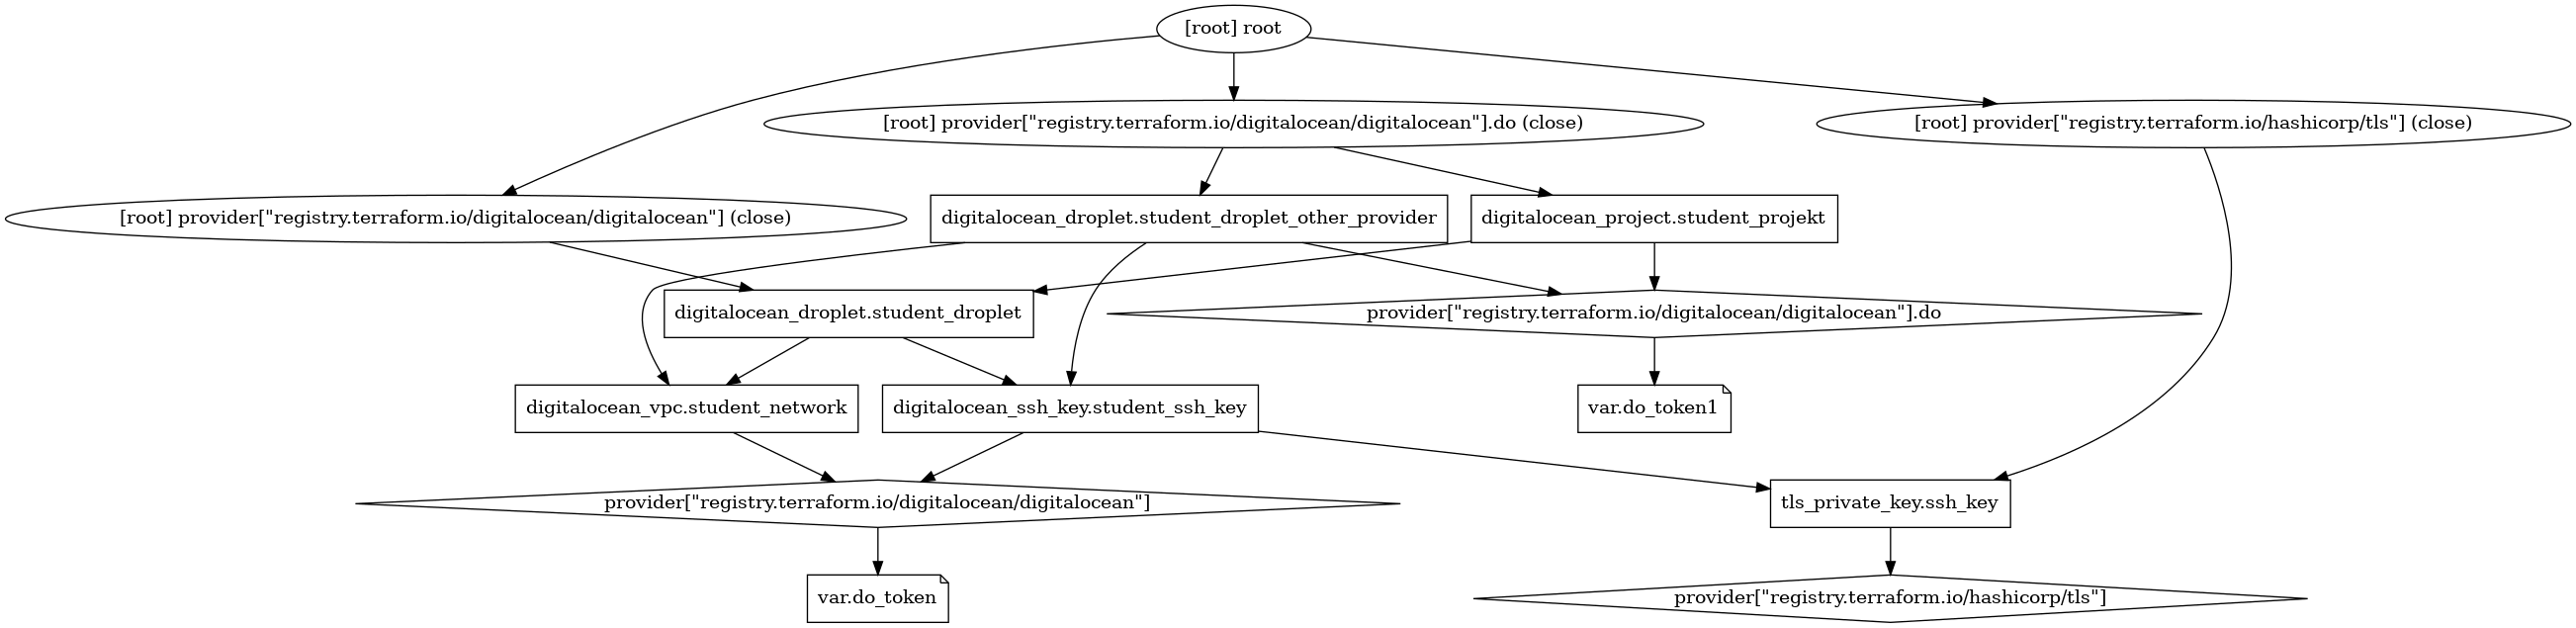 [root] root
[root] provider[\"registry.terraform.io/digitalocean/digitalocean\"].do (close)
[root] provider[\"registry.terraform.io/hashicorp/tls\"] (close)
[root] provider[\"registry.terraform.io/digitalocean/digitalocean\"] (close)
digitalocean_droplet.student_droplet_other_provider
digitalocean_project.student_projekt
digitalocean_droplet.student_droplet
provider[\"registry.terraform.io/digitalocean/digitalocean\"].do
digitalocean_vpc.student_network
digitalocean_ssh_key.student_ssh_key
var.do_token1
provider[\"registry.terraform.io/digitalocean/digitalocean\"]
tls_private_key.ssh_key
var.do_token
provider[\"registry.terraform.io/hashicorp/tls\"]